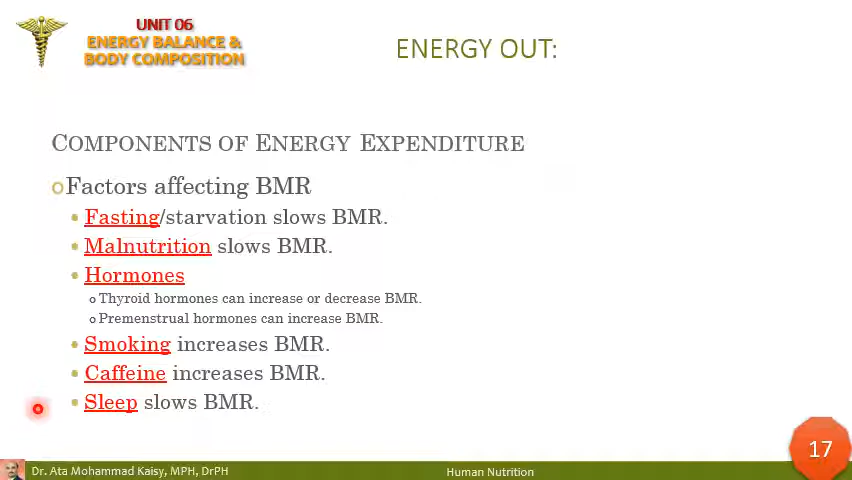 UNIT 06
ENERGY BALANCE &
BODY COMPOSITION
ENERGY OUT:
COMPONENTS OF ENERGY EXPENDITURE
Factors affecting BMR
Fasting/starvation slows BMR.
Malnutrition slows BMR.
Hormones
Thyroid hormones can increase or decrease BMR.
Premenstrual hormones can increase BMR.
Smoking increases BMR.
Caffeine increases BMR.
Sleep slows BMR.
17
Dr. Ata Mohammad Kaisy, MPH, DrPH
Human Nutrition